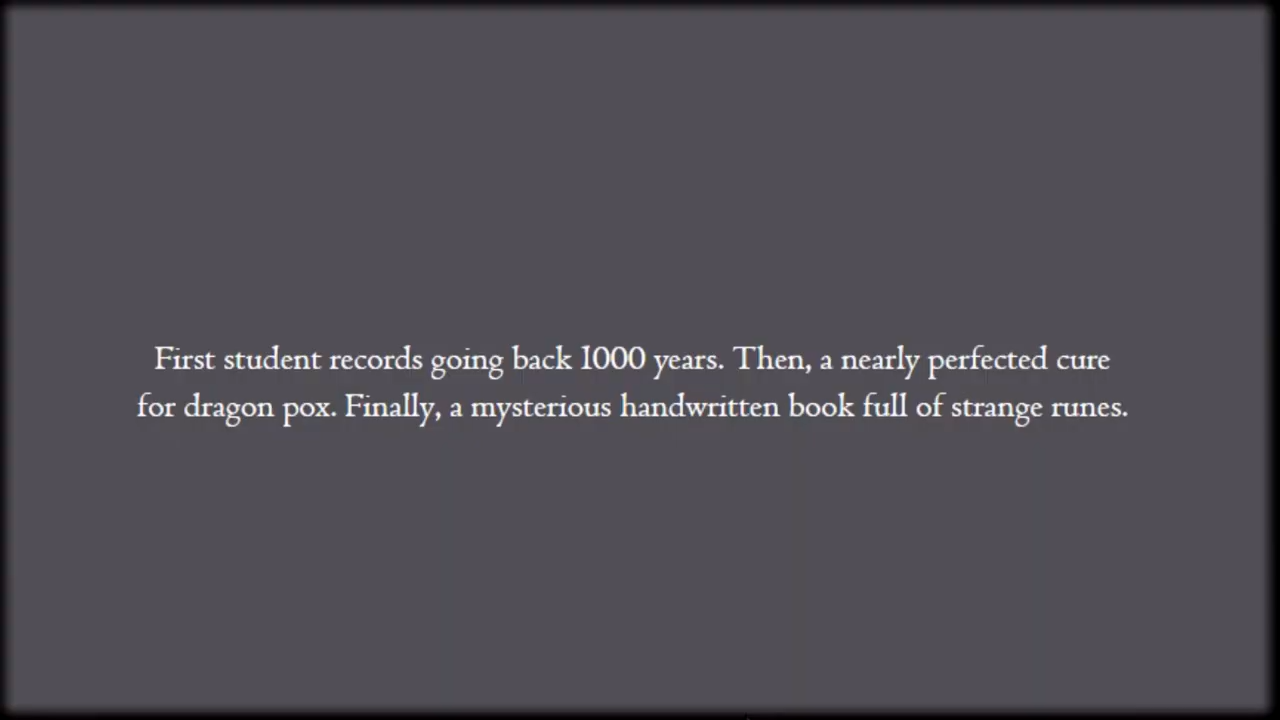 First student records going back 1000 years. Then, a nearly perfected cure
for dragon pox. Finally, a mysterious handwritten book full of strange runes.